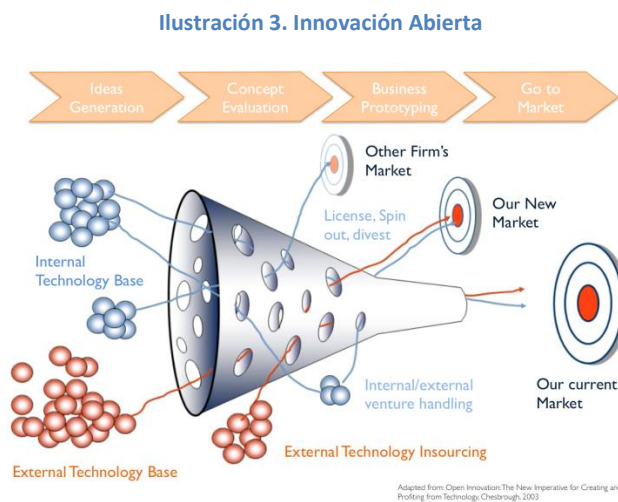 Ilustración 3. Innovación Abierta
Ideas
Generation
Concept
Evaluation
Business
Prototyping
Go to
Market
Other Firm's
Market
License, Spin
out, divest
Our New
Market
Internal
Technology Base
Internal/external
venture handling
Our current
Market
External Technology Insourcing
External Technology Base
Adapted from: Open Innovation: The New Imperative for Creating an
Profiting from Technology. Chesbrough, 2003